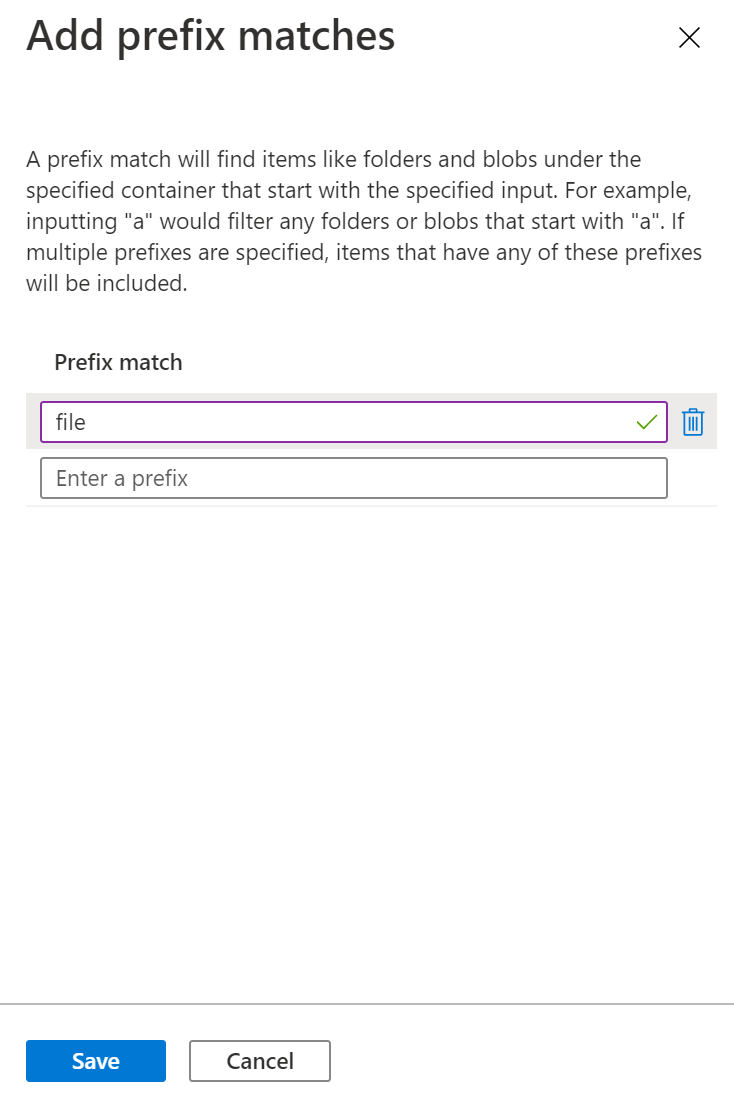 Add prefix matches
A prefix match will find items like folders and blobs under the
specified container that start with the specified input. For example,
inputting "a" would filter any folders or blobs that start with "a". If
multiple prefixes are specified, items that have any of these prefixes
will be included.
Prefix match
file
Enter a prefix
Save
Cancel